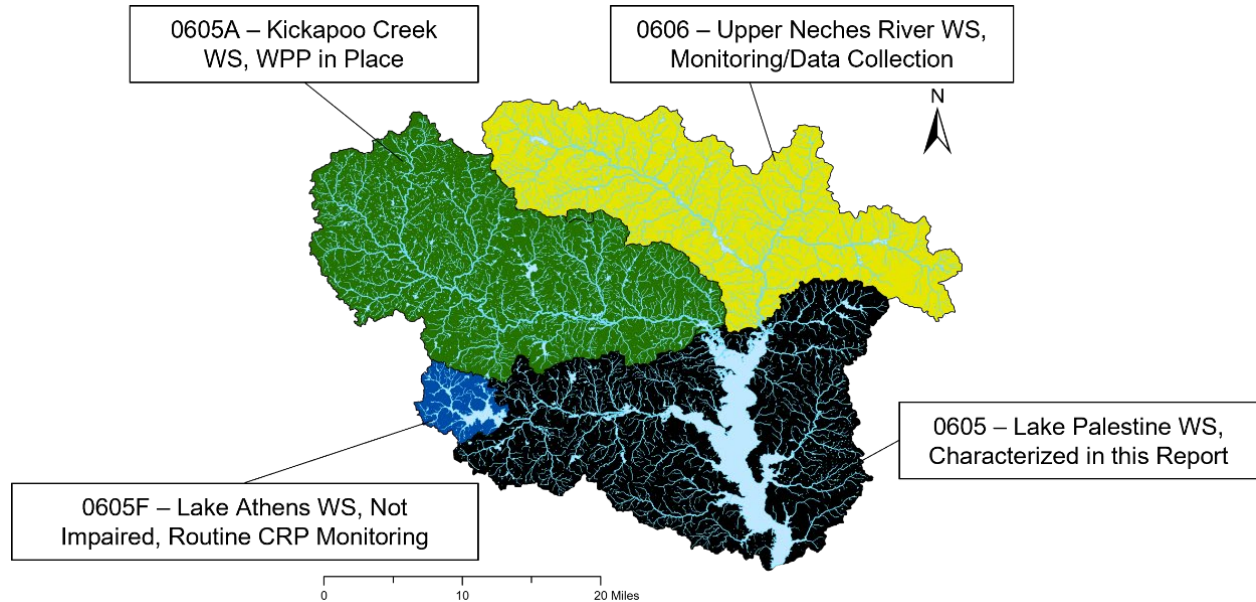 0605A – Kickapoo Creek
WS, WPP in Place
0606 – Upper Neches River WS,
Monitoring/Data Collection
N
0605 – Lake Palestine WS,
Characterized in this Report
0605F – Lake Athens WS, Not
Impaired, Routine CRP Monitoring
0 10 20 Miles